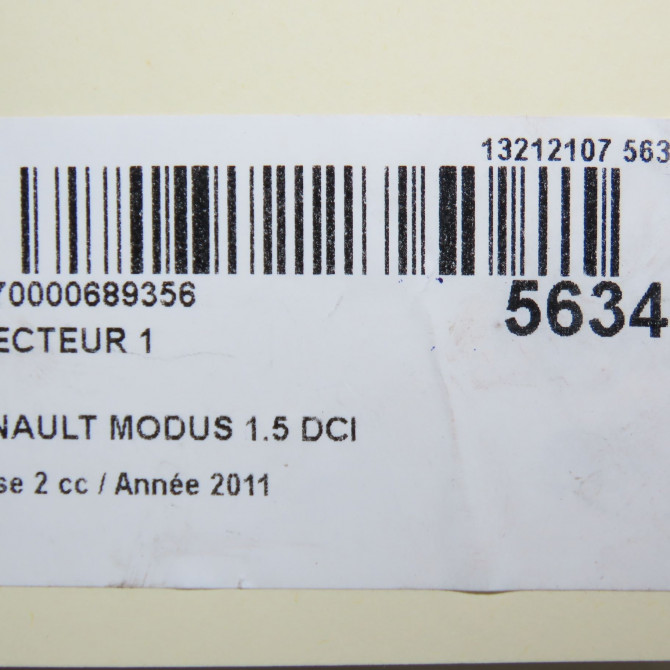 13212107 563
70000689356
5634
ECTEUR 1
NAULT MODUS 1.5 DCI
se 2 cc / Année 2011